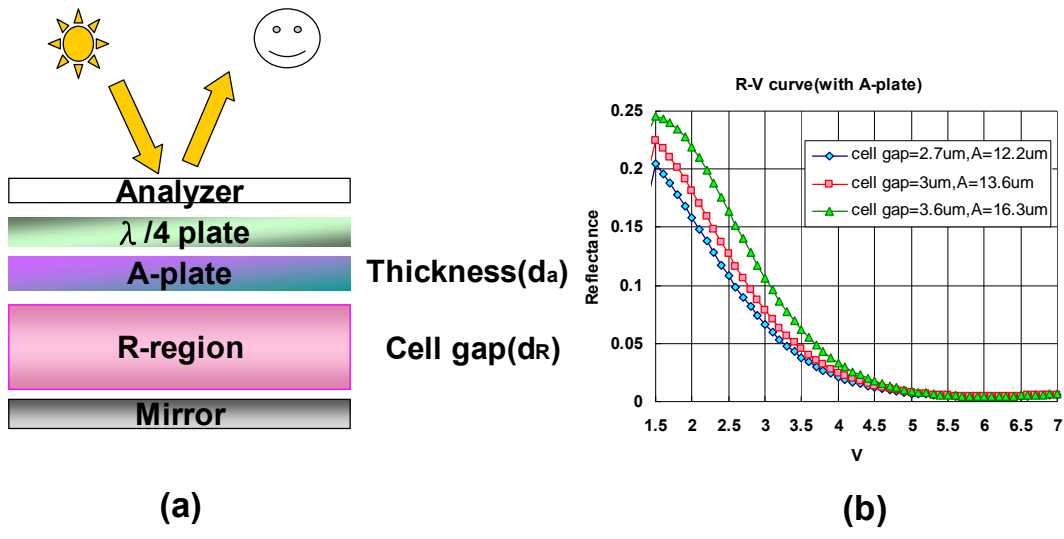 Analyzer
λ/4 plate
A-plate
Thickness(da)
R-region
Cell gap(dR)
Mirror
(a)
R-V curve(with A-plate)
0.25
0.2
0.15
0.1
0.05
0
Reflectance
cell gap=2.7um,A=12.2um
cell gap=3um,A=13.6um
cell gap=3.6um,A=16.3um
1.5 2 2.5 3 3.5 4 4.5 5 5.5 6 6.5 7
V
(b)